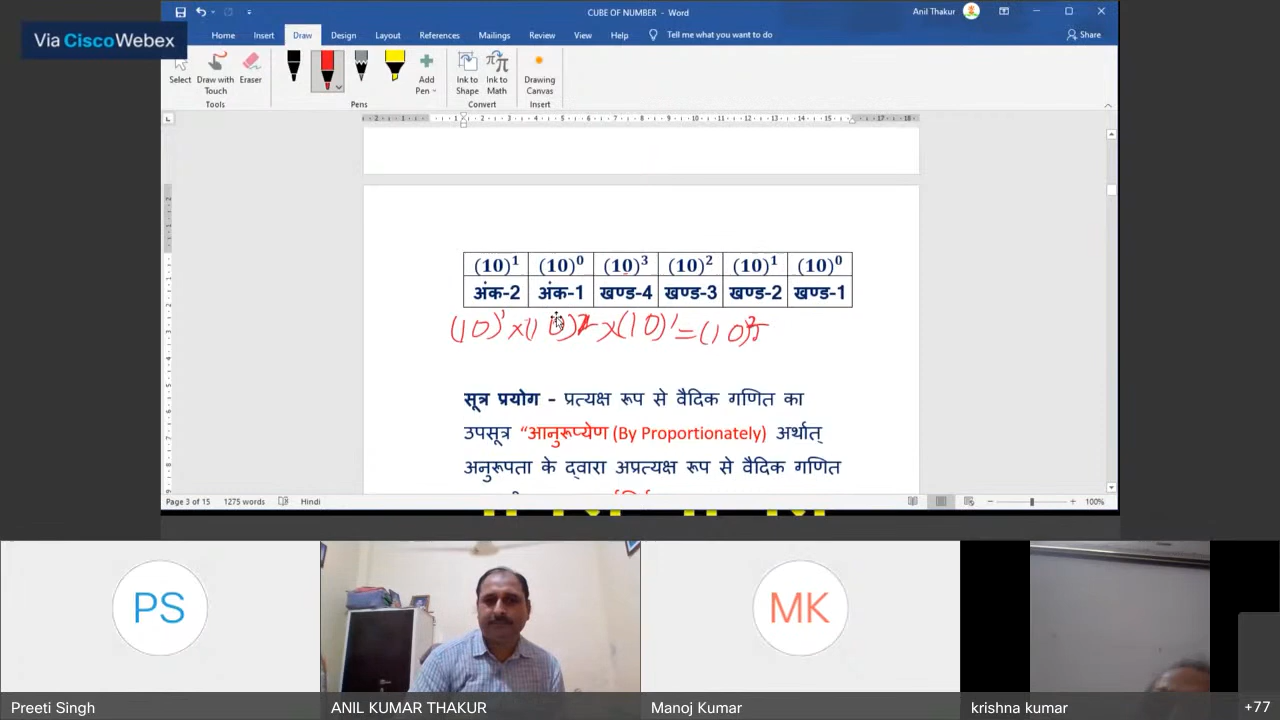 CUBE OF NUMBER - Word
Anil Thakur
Via Cisco Webex
Home Insert Draw Design Layout References Mailings Review View Help Tell me what you want to do Share
Select Draw with Touch Eraser Add Pen Ink to Shape Ink to Math Drawing Canvas
Tools Pens Convert Insert
(10)¹ (10)⁰ (10)³ (10)² (10)¹ (10)⁰
अंक-2 अंक-1 खण्ड-4 खण्ड-3 खण्ड-2 खण्ड-1
सूत्र प्रयोग – प्रत्यक्ष रूप से वैदिक गणित का
उपसूत्र “आनुरूप्येण (By Proportionately) अर्थात्
अनुरूपता के द्वारा अप्रत्यक्ष रूप से वैदिक गणित
Page 3 of 15 1275 words Hindi 100%
PS
MK
Preeti Singh
ANIL KUMAR THAKUR
Manoj Kumar
krishna kumar
+77